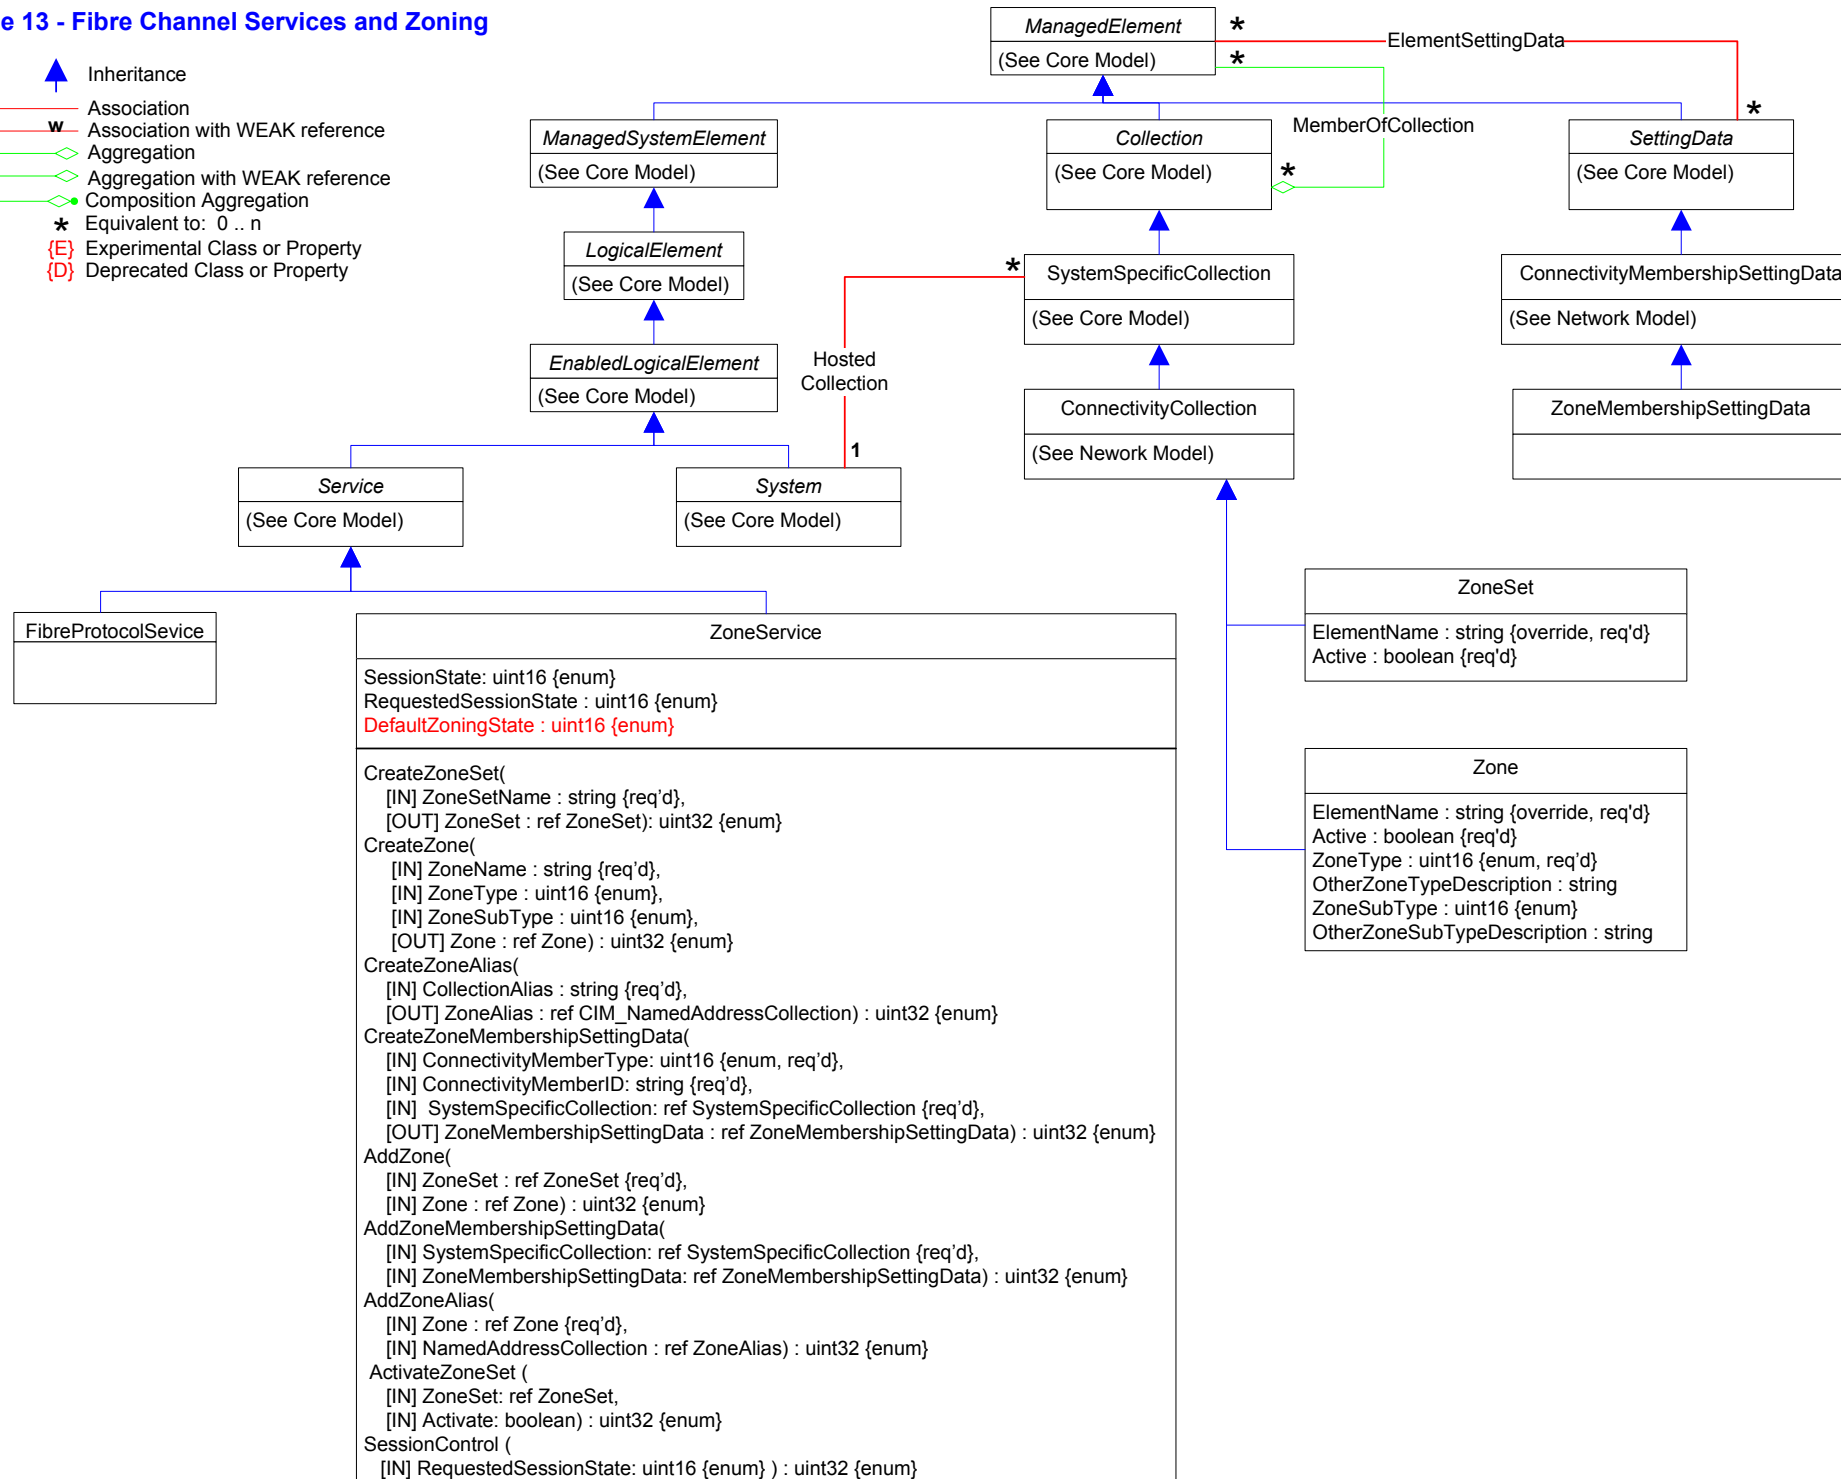 e 13 - Fibre Channel Services and Zoning
Inheritance
Association
w
Association with WEAK reference
Aggregation
Aggregation with WEAK reference
Composition Aggregation
* Equivalent to: 0 .. n
{E} Experimental Class or Property
{D} Deprecated Class or Property
ManagedElement
(See Core Model)
*
*
ElementSettingData
*
MemberOfCollection
*
ManagedSystemElement
(See Core Model)
Collection
(See Core Model)
SettingData
(See Core Model)
LogicalElement
(See Core Model)
*
SystemSpecificCollection
(See Core Model)
ConnectivityMembershipSettingData
(See Network Model)
EnabledLogicalElement
(See Core Model)
Hosted
Collection
1
ConnectivityCollection
(See Nework Model)
ZoneMembershipSettingData
Service
(See Core Model)
System
(See Core Model)
FibreProtocolSevice
ZoneService
SessionState: uint16 {enum}
RequestedSessionState : uint16 {enum}
DefaultZoningState : uint16 {enum}
CreateZoneSet(
[IN] ZoneSetName : string {req’d},
[OUT] ZoneSet : ref ZoneSet): uint32 {enum}
CreateZone(
[IN] ZoneName : string {req’d},
[IN] ZoneType : uint16 {enum},
[IN] ZoneSubType : uint16 {enum},
[OUT] Zone : ref Zone) : uint32 {enum}
CreateZoneAlias(
[IN] CollectionAlias : string {req’d},
[OUT] ZoneAlias : ref CIM_NamedAddressCollection) : uint32 {enum}
CreateZoneMembershipSettingData(
[IN] ConnectivityMemberType: uint16 {enum, req’d},
[IN] ConnectivityMemberID: string {req’d},
[IN] SystemSpecificCollection: ref SystemSpecificCollection {req’d},
[OUT] ZoneMembershipSettingData : ref ZoneMembershipSettingData) : uint32 {enum}
AddZone(
[IN] ZoneSet : ref ZoneSet {req’d},
[IN] Zone : ref Zone) : uint32 {enum}
AddZoneMembershipSettingData(
[IN] SystemSpecificCollection: ref SystemSpecificCollection {req’d},
[IN] ZoneMembershipSettingData: ref ZoneMembershipSettingData) : uint32 {enum}
AddZoneAlias(
[IN] Zone : ref Zone {req’d},
[IN] NamedAddressCollection : ref ZoneAlias) : uint32 {enum}
ActivateZoneSet (
[IN] ZoneSet: ref ZoneSet,
[IN] Activate: boolean) : uint32 {enum}
SessionControl (
[IN] RequestedSessionState: uint16 {enum} ) : uint32 {enum}
ZoneSet
ElementName : string {override, req'd}
Active : boolean {req'd}
Zone
ElementName : string {override, req'd}
Active : boolean {req'd}
ZoneType : uint16 {enum, req’d}
OtherZoneTypeDescription : string
ZoneSubType : uint16 {enum}
OtherZoneSubTypeDescription : string